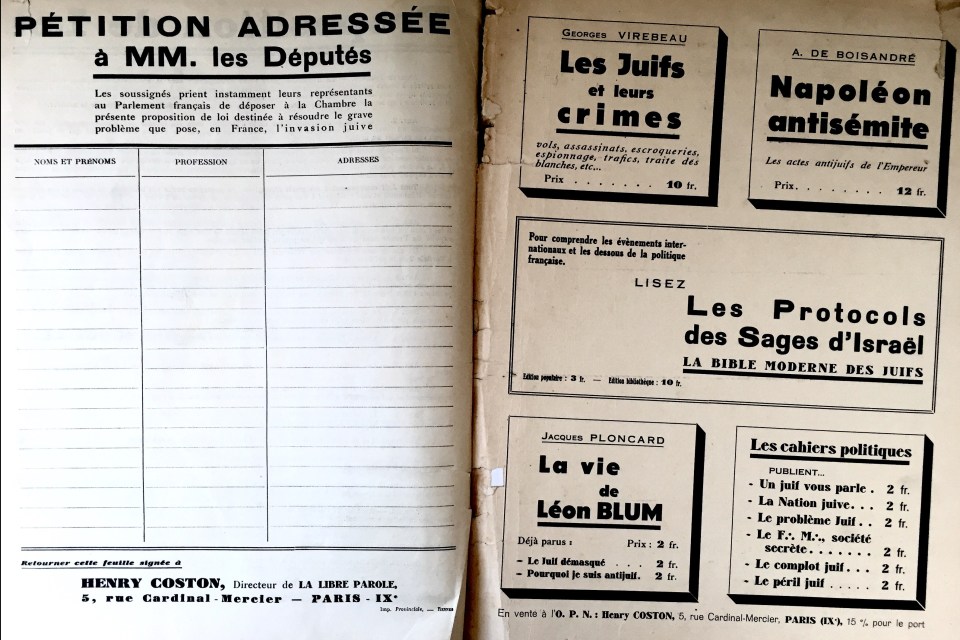 PÉTITION ADRESSÉE
à MM. les Députés
Les soussignés prient instamment leurs représentants
au Parlement français de déposer à la Chambre la
présente proposition de loi destinée à résoudre le grave
problème que pose, en France, l'invasion juive
NOMS ET PRÉNOMS
PROFESSION
ADRESSES
Retourner cette feuille signée à
HENRY COSTON, Directeur de LA LIBRE PAROLE,
5, rue Cardinal-Mercier — PARIS - IXᵉ
Imp. Provinciale, —
Georges VIREBEAU
Les Juifs
et leurs
crimes
vols, assassinats, escroqueries,
espionnage, trafics, traite des
blanches, etc...
Prix . . . . . . . 10 fr.
A. DE BOISANDRÉ
Napoléon
antisémite
Les actes antijuifs de l'Empereur
Prix. . . . . . . . 12 fr.
Pour comprendre les évènements inter-
nationaux et les dessous de la politique
française.
LISEZ
Les Protocols
des Sages d'Israël
LA BIBLE MODERNE DES JUIFS
Edition populaire : 3 fr. — Edition bibliothèque : 10 fr.
Jacques PLONCARD
La vie
de
Léon BLUM
Déjà parus : Prix : 2 fr.
- Le Juif démasqué . . . 2 fr.
- Pourquoi je suis antijuif. 2 fr.
Les cahiers politiques
PUBLIENT...
- Un juif vous parle . 2 fr.
- La Nation juive. . . 2 fr.
- Le problème Juif . . 2 fr.
- Le F∴ M∴, société
secrète. . . . . . . 2 fr.
- Le complot juif . . . 2 fr.
- Le péril juif . . . . . 2 fr.
En vente à l'O. P. N. : Henry COSTON, 5, rue Cardinal-Mercier, PARIS (IXᵉ), 15 % pour le port